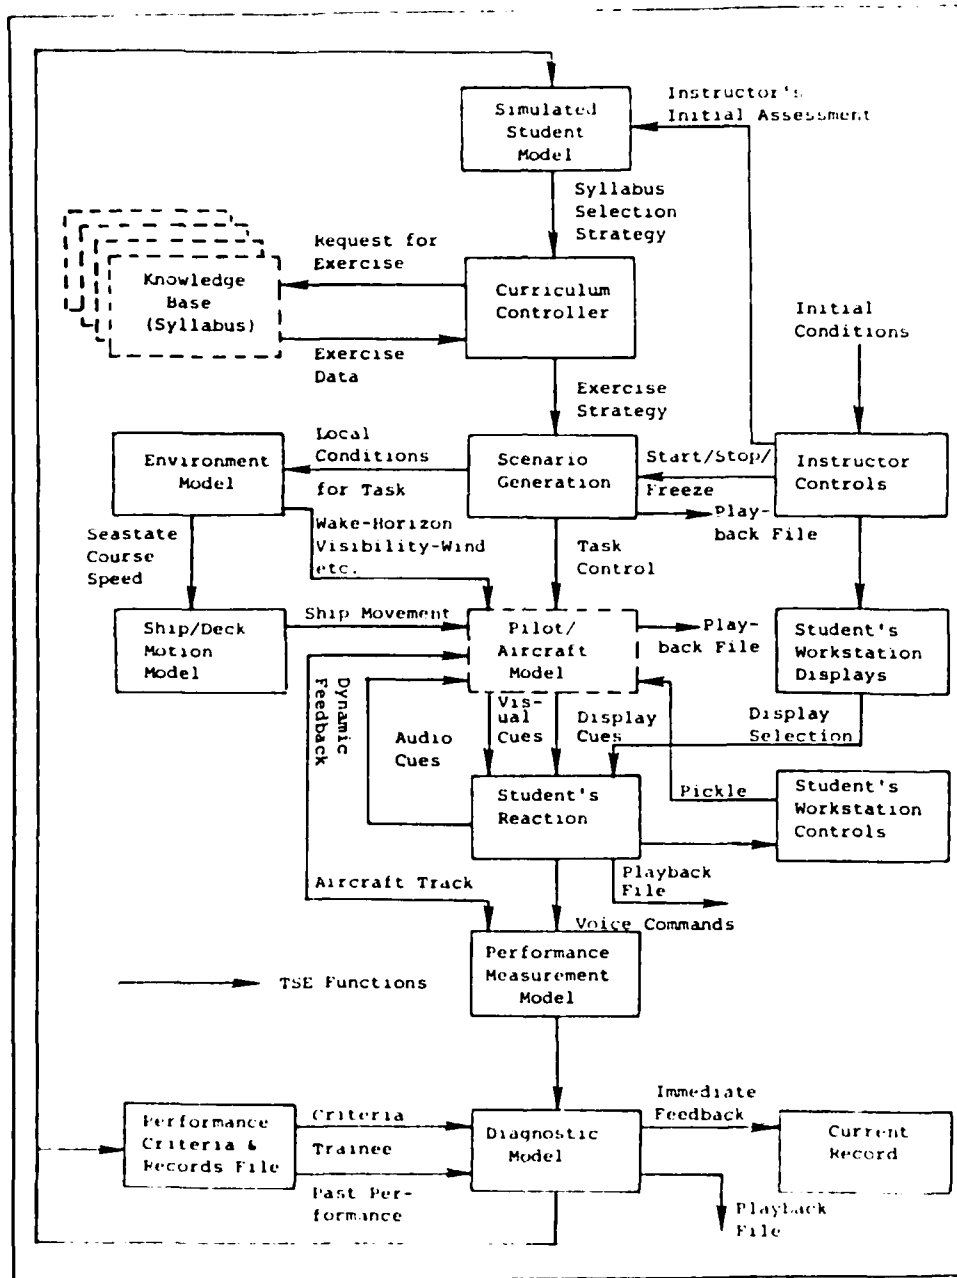 Simulated
Student
Model
Instructor's
Initial Assessment
Syllabus
Selection
Strategy
Request for
Exercise
Knowledge
Base
(Syllabus)
Curriculum
Controller
Initial
Conditions
Exercise
Data
Exercise
Strategy
Local
Conditions
for Task
Environment
Model
Scenario
Generation
Start/Stop/
Freeze
Instructor
Controls
Play-
back File
Wake-Horizon
Visibility-Wind
etc.
Seastate
Course
Speed
Task
Control
Ship/Deck
Motion
Model
Ship Movement
Pilot/
Aircraft
Model
Play-
back File
Student's
Workstation
Displays
Dynamic
Feedback
Audio
Cues
Vis-
ual
Cues
Display
Cues
Display
Selection
Student's
Reaction
Pickle
Student's
Workstation
Controls
Playback
File
Aircraft Track
Voice Commands
Performance
Measurement
Model
TSE Functions
Performance
Criteria &
Records File
Criteria
Trainee
Past Per-
formance
Diagnostic
Model
Immediate
Feedback
Current
Record
Playback
File